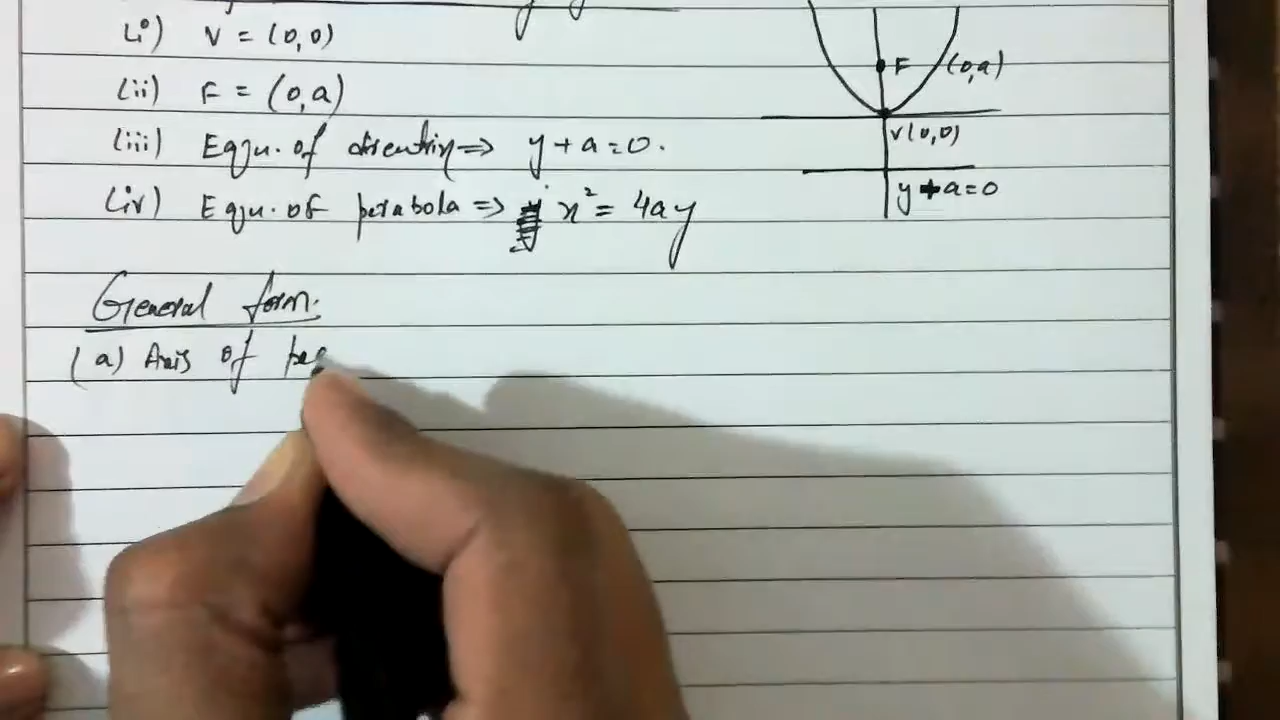 (i) V = (0,0)
(ii) F = (0,a)
(iii) Equ. of directrix ⇒ y + a = 0.
(iv) Equ. of parabola ⇒ x² = 4ay
F (0,a)
V(0,0)
y + a = 0
General form.
(a) Axis of